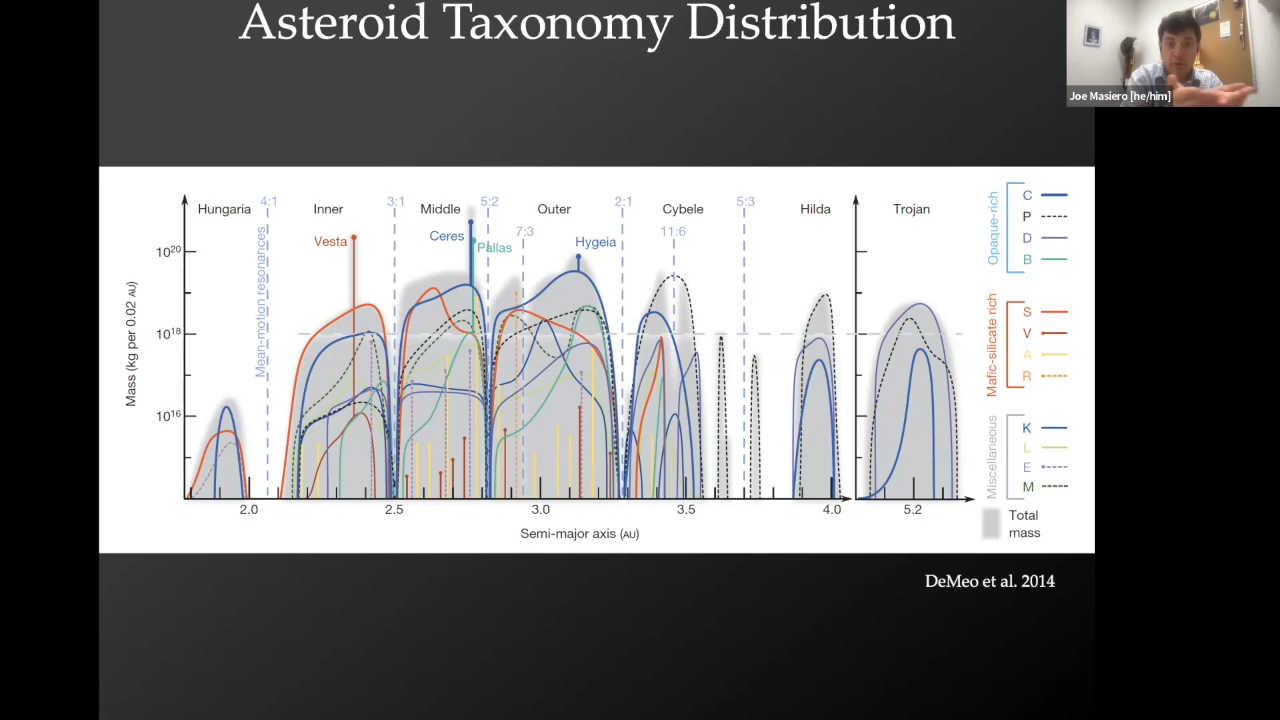 Asteroid Taxonomy Distribution
Joe Masiero [he/him]
Hungaria
4:1
Inner
3:1
Middle
5:2
Outer
2:1
Cybele
5:3
Hilda
Trojan
7:3
11:6
Vesta
Ceres
Pallas
Hygeia
Mean-motion resonances
Mass (kg per 0.02 AU)
10²⁰
10¹⁸
10¹⁶
2.0
2.5
3.0
3.5
4.0
5.2
Semi-major axis (AU)
Opaque-rich
C
P
D
B
Mafic-silicate rich
S
V
A
R
Miscellaneous
K
L
E
M
Total
mass
DeMeo et al. 2014